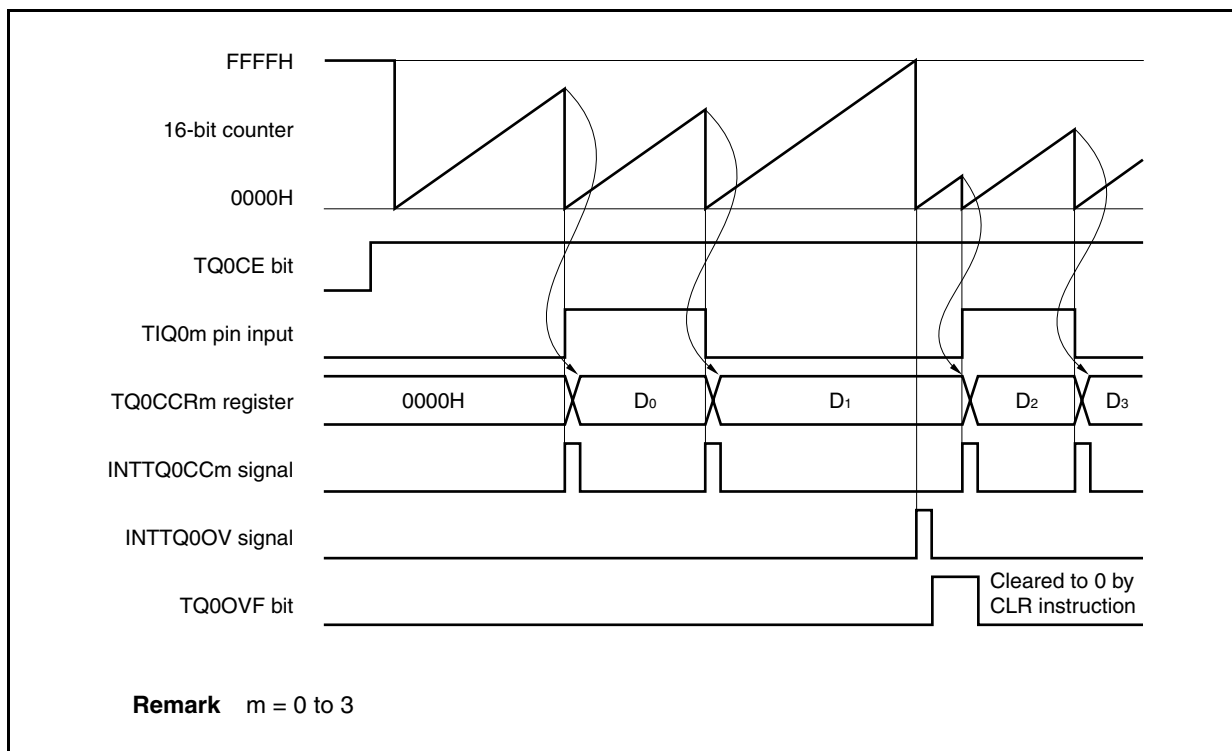 FFFFH
16-bit counter
0000H
TQ0CE bit
TIQ0m pin input
TQ0CCRm register
0000H
D0
D1
D2
D3
INTTQ0CCm signal
INTTQ0OV signal
TQ0OVF bit
Cleared to 0 by
CLR instruction
Remark m = 0 to 3